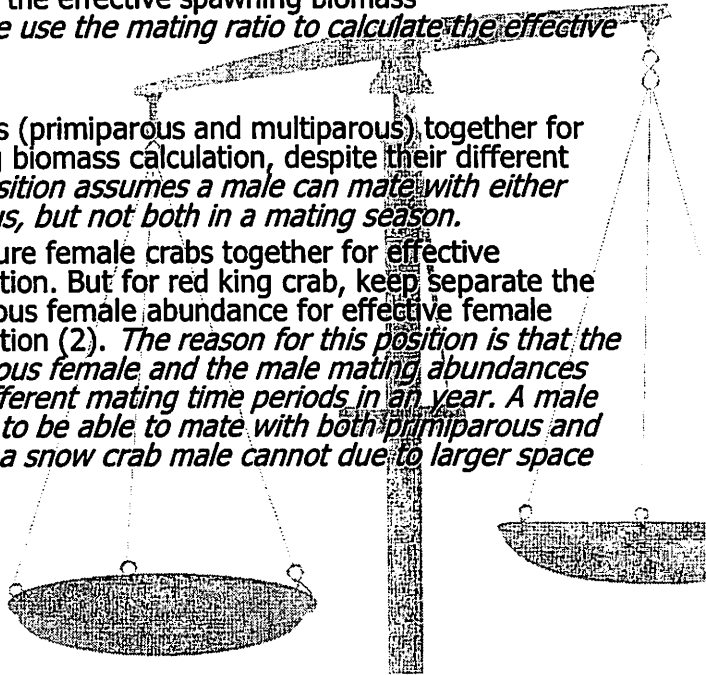 the effective spawning biomass
e use the mating ratio to calculate the effective
s (primiparous and multiparous) together for
g biomass calculation, despite their different
sition assumes a male can mate with either
us, but not both in a mating season.
ure female crabs together for effective
tion. But for red king crab, keep separate the
ous female abundance for effective female
tion (2). The reason for this position is that the
ous female and the male mating abundances
fferent mating time periods in an year. A male
to be able to mate with both primiparous and
a snow crab male cannot due to larger space